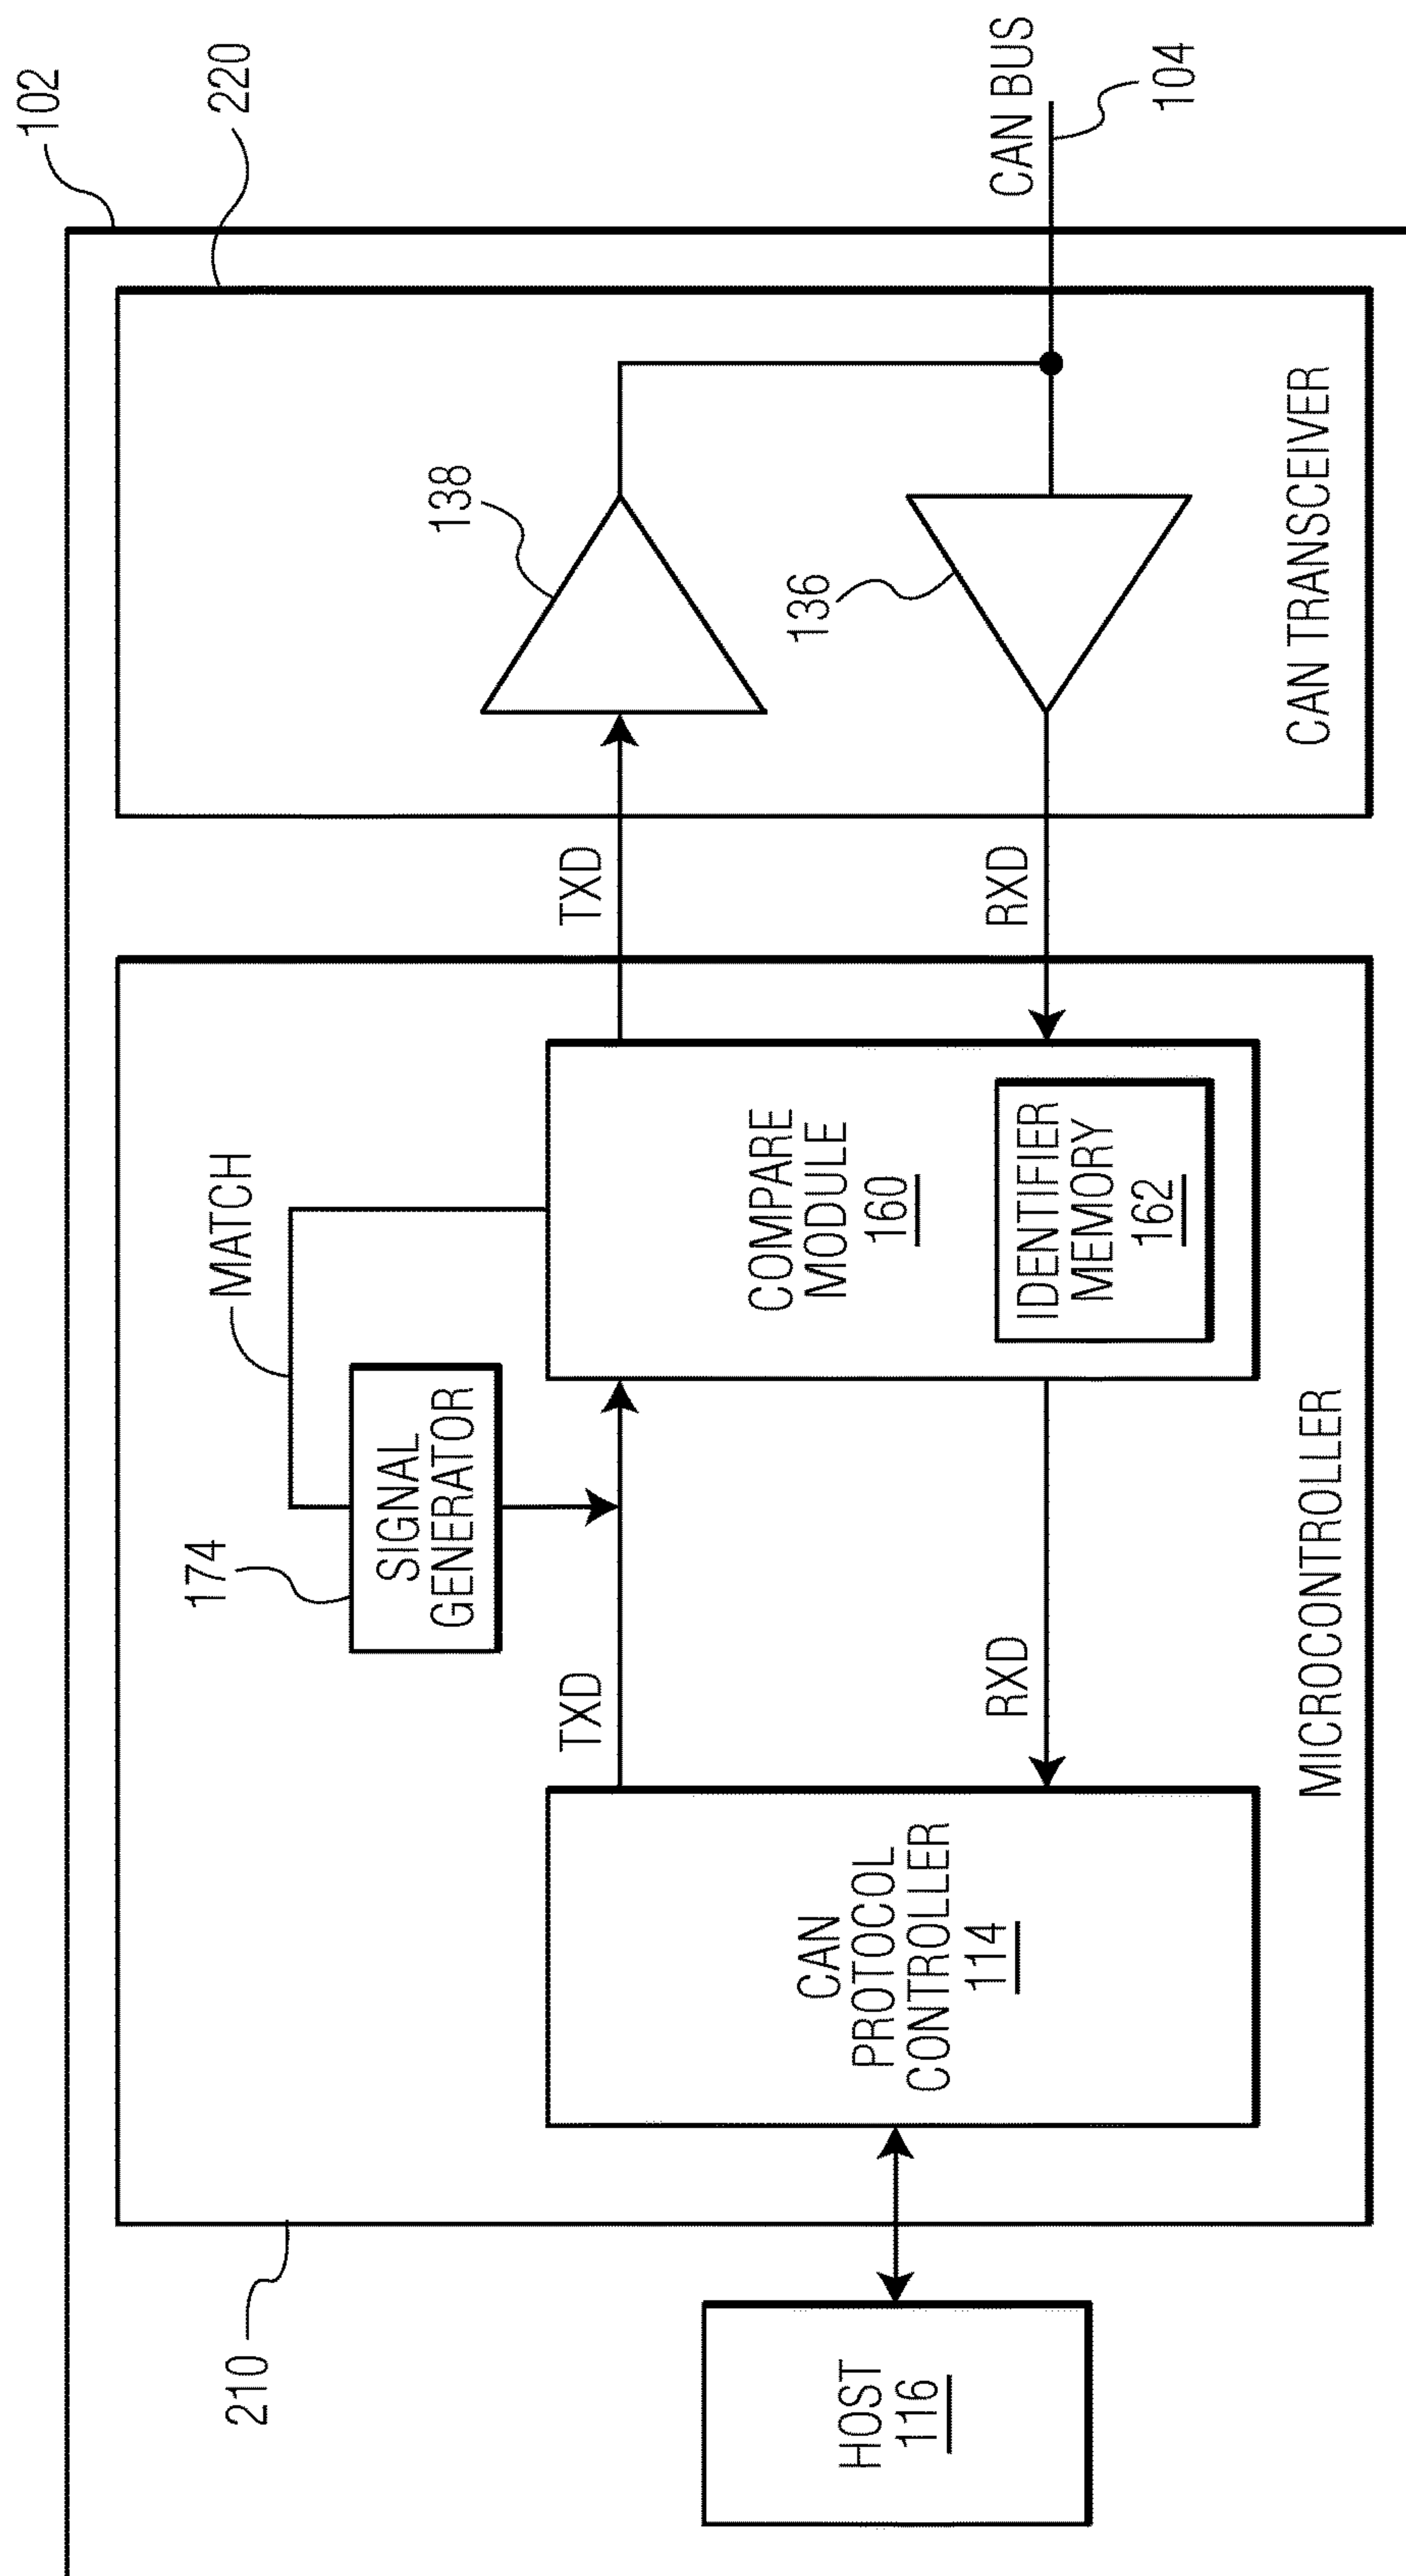 102
220
CAN BUS
104
138
136
CAN TRANSCEIVER
TXD
RXD
MATCH
174
SIGNAL
GENERATOR
COMPARE
MODULE
160
IDENTIFIER
MEMORY
162
TXD
RXD
MICROCONTROLLER
CAN
PROTOCOL
CONTROLLER
114
210
HOST
116